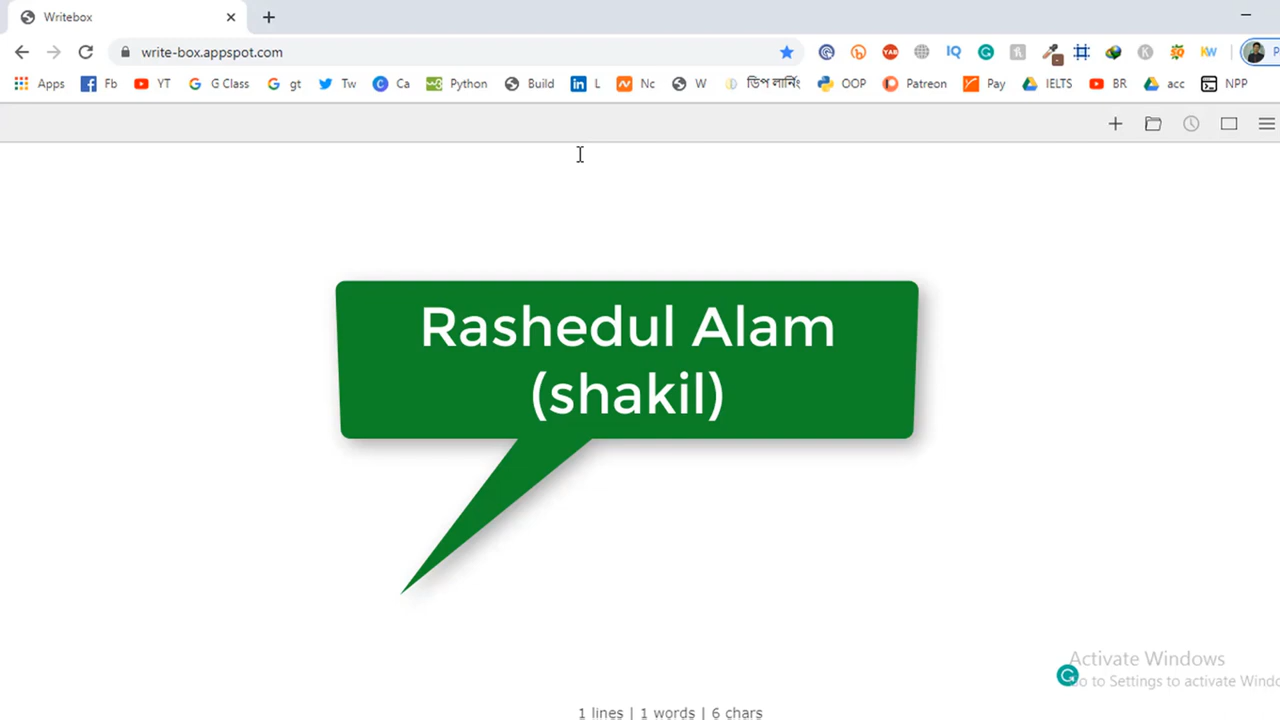 Writebox
write-box.appspot.com
Apps Fb YT G Class gt Tw Ca Python Build L Nc W ডিপ লার্নিং OOP Patreon Pay IELTS BR acc NPP
Rashedul Alam
(shakil)
Activate Windows
Go to Settings to activate Windo
1 lines | 1 words | 6 chars